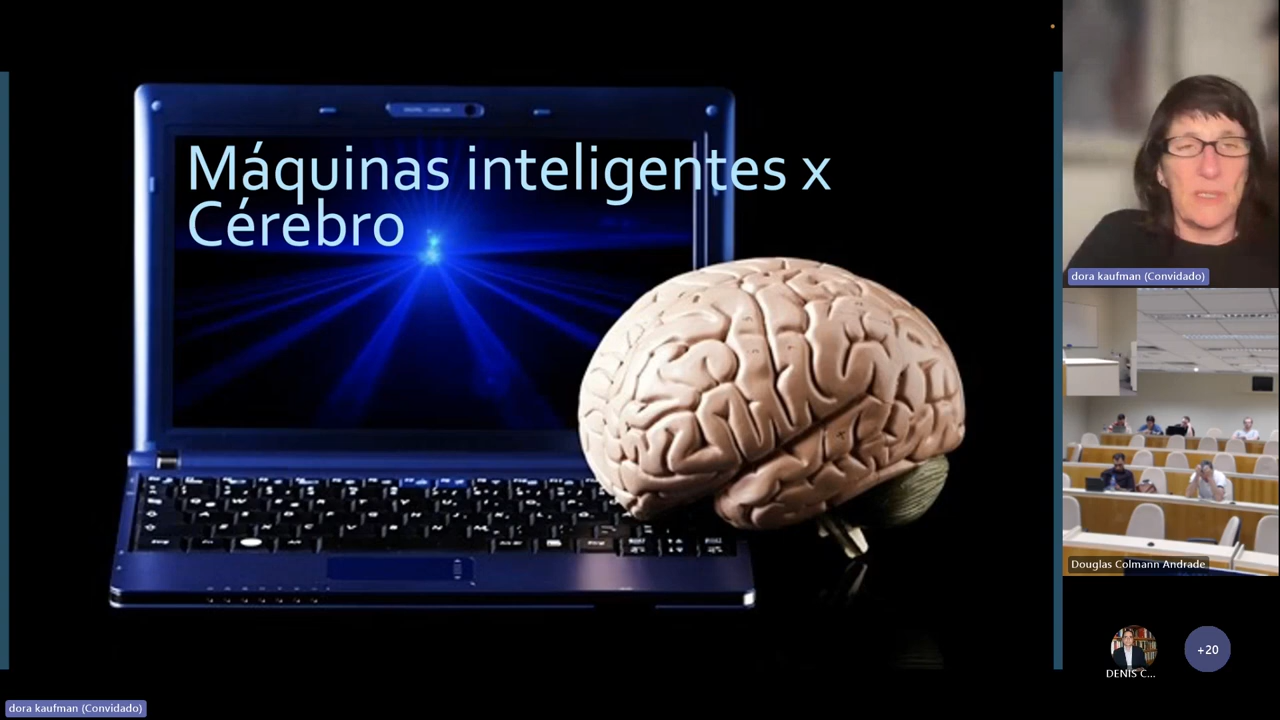 Máquinas inteligentes x
Cérebro
dora kaufman (Convidado)
Douglas Colmann Andrade
DENIS C...
+20
dora kaufman (Convidado)